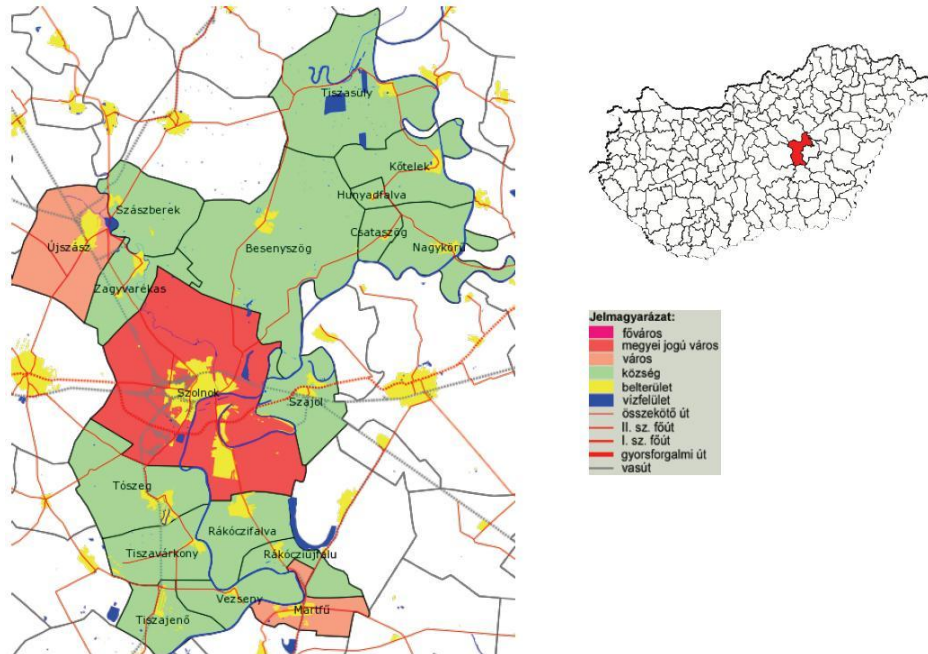 Tiszasüly
Kőtelek
Hunyadfalva
Szászberek
Csataszög
Újszász
Besenyszög
Nagykörű
Zagyvarékas
Szolnok
Szajol
Tószeg
Rákóczifalva
Tiszavárkony
Rákócziújfalu
Vezseny
Martfű
Tiszajenő
Jelmagyarázat:
főváros
megyei jogú város
város
község
belterület
vízfelület
összekötő út
II. sz. főút
I. sz. főút
gyorsforgalmi út
vasút